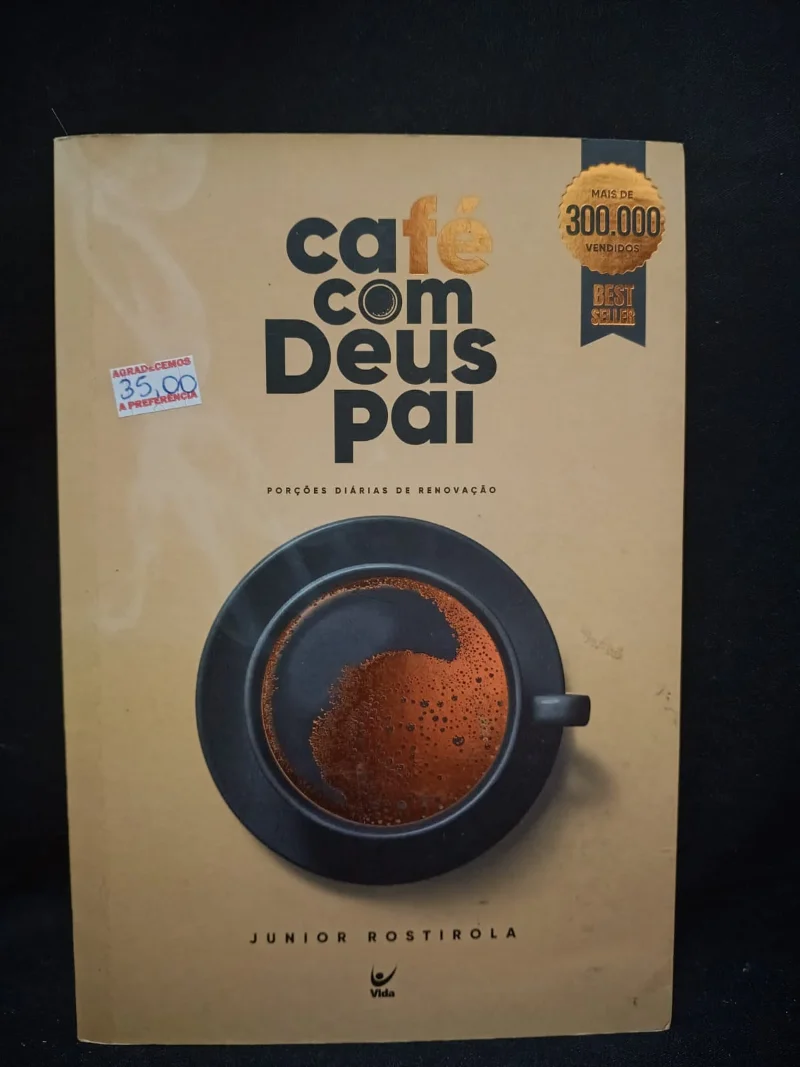 MAIS DE
300.000
VENDIDOS
BEST
SELLER
café
com
Deus
pai
AGRADECEMOS
35,00
A PREFERÊNCIA
PORÇÕES DIÁRIAS DE RENOVAÇÃO
JUNIOR ROSTIROLA
Vida